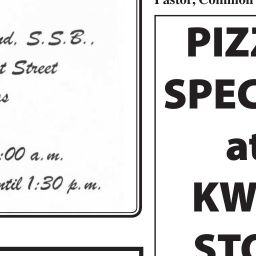 Pastor, Common
nd, S.S.B.,
t Street
s
:00 a.m.
ntil 1:30 p.m.
PIZZ
SPEC
at
KW
STO